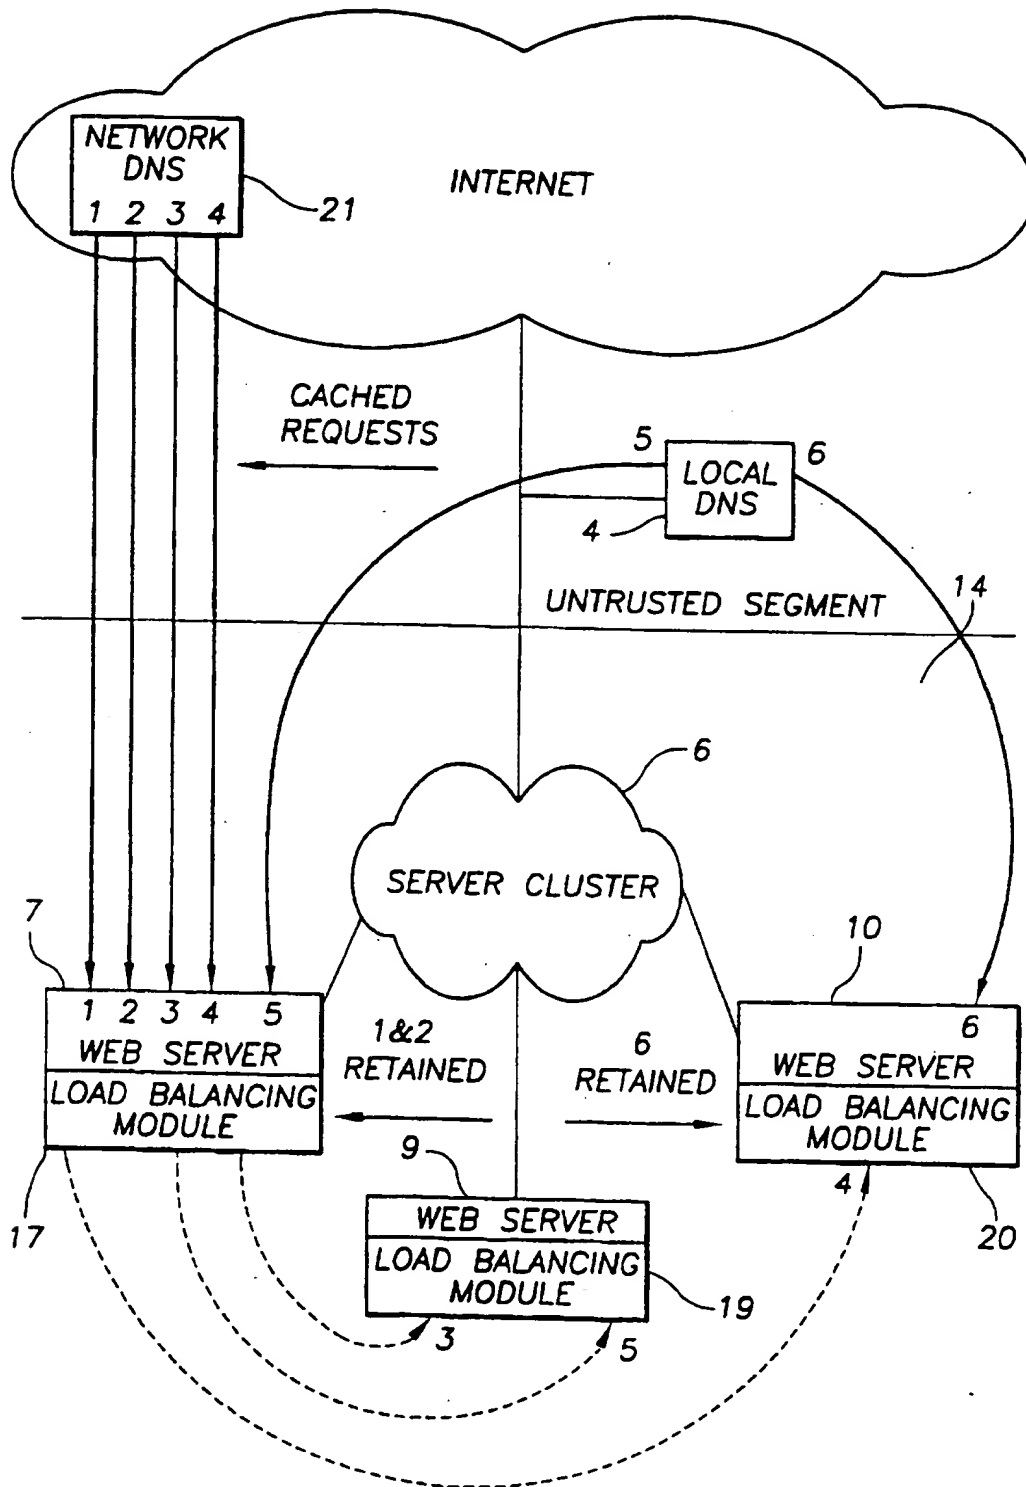 NETWORK
DNS
1 2 3 4
21
INTERNET
CACHED
REQUESTS
5
6
LOCAL
DNS
4
UNTRUSTED SEGMENT
14
6
SERVER CLUSTER
7
10
1 2 3 4 5
WEB SERVER
LOAD BALANCING
MODULE
17
1&2
RETAINED
6
RETAINED
6
WEB SERVER
LOAD BALANCING
MODULE
4
20
9
WEB SERVER
LOAD BALANCING
MODULE
19
3
5